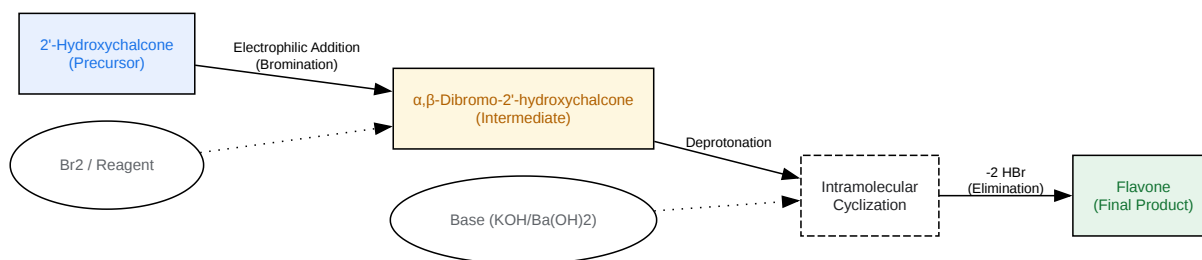 2'-Hydroxychalcone
(Precursor)
Electrophilic Addition
(Bromination)
Br2 / Reagent
α,β-Dibromo-2'-hydroxychalcone
(Intermediate)
Deprotonation
Base (KOH/Ba(OH)2)
Intramolecular
Cyclization
-2 HBr
(Elimination)
Flavone
(Final Product)